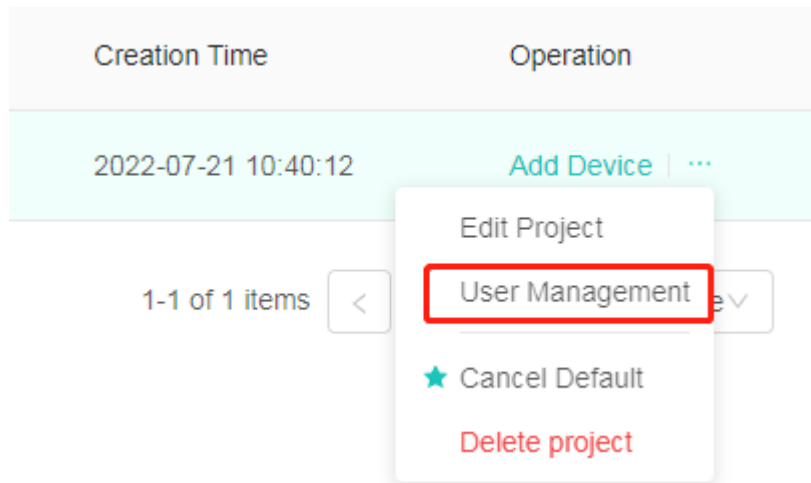 Creation Time Operation
2022-07-21 10:40:12 Add Device ···
Edit Project
1-1 of 1 items < User Management e
Cancel Default
Delete project